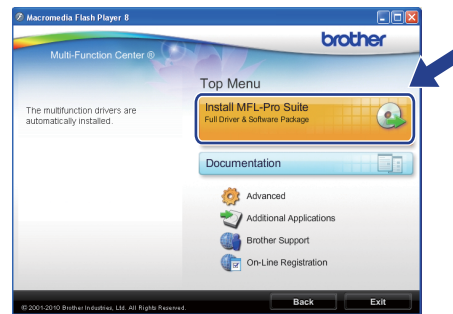 Macromedia Flash Player 8
brother
Multi-Function Center ®
Top Menu
The multifunction drivers are
automatically installed.
Install MFL-Pro Suite
Full Driver & Software Package
Documentation
Advanced
Additional Applications
Brother Support
On-Line Registration
© 2001-2010 Brother Industries, Ltd. All Rights Reserved.
Back
Exit